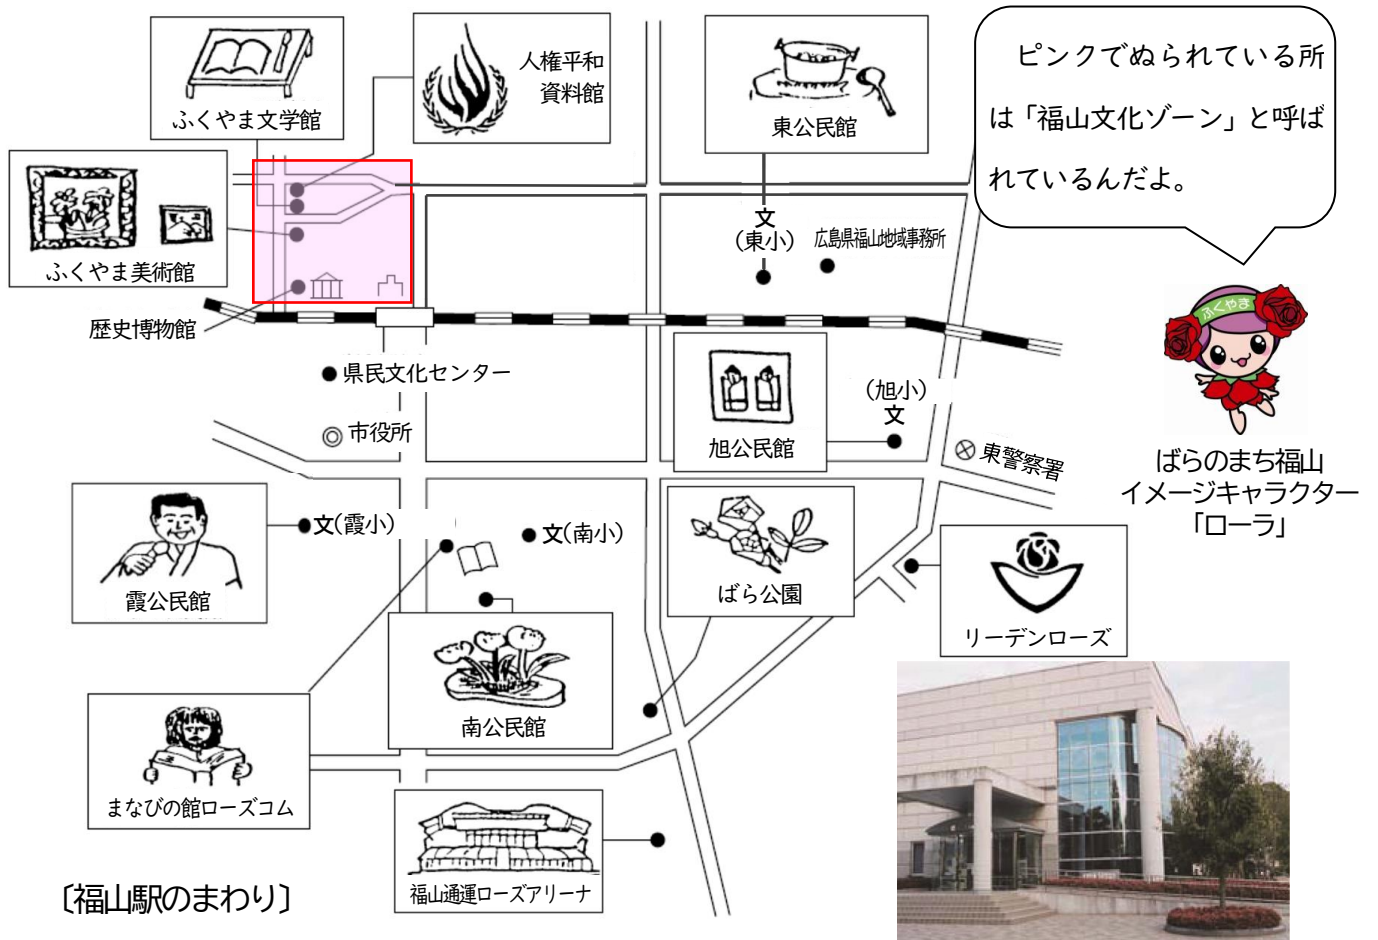 ふくやま文学館
人権平和
資料館
東公民館
ピンクでぬられている所
は「福山文化ゾーン」と呼ば
れているんだよ。
ふくやま美術館
歴史博物館
文
(東小)
広島県福山地域事務所
ふくやま
県民文化センター
市役所
旭公民館
(旭小)
文
東警察署
ばらのまち福山
イメージキャラクター
「ローラ」
霞公民館
文(霞小)
文(南小)
ばら公園
リーデンローズ
南公民館
まなびの館ローズコム
福山通運ローズアリーナ
〔福山駅のまわり〕